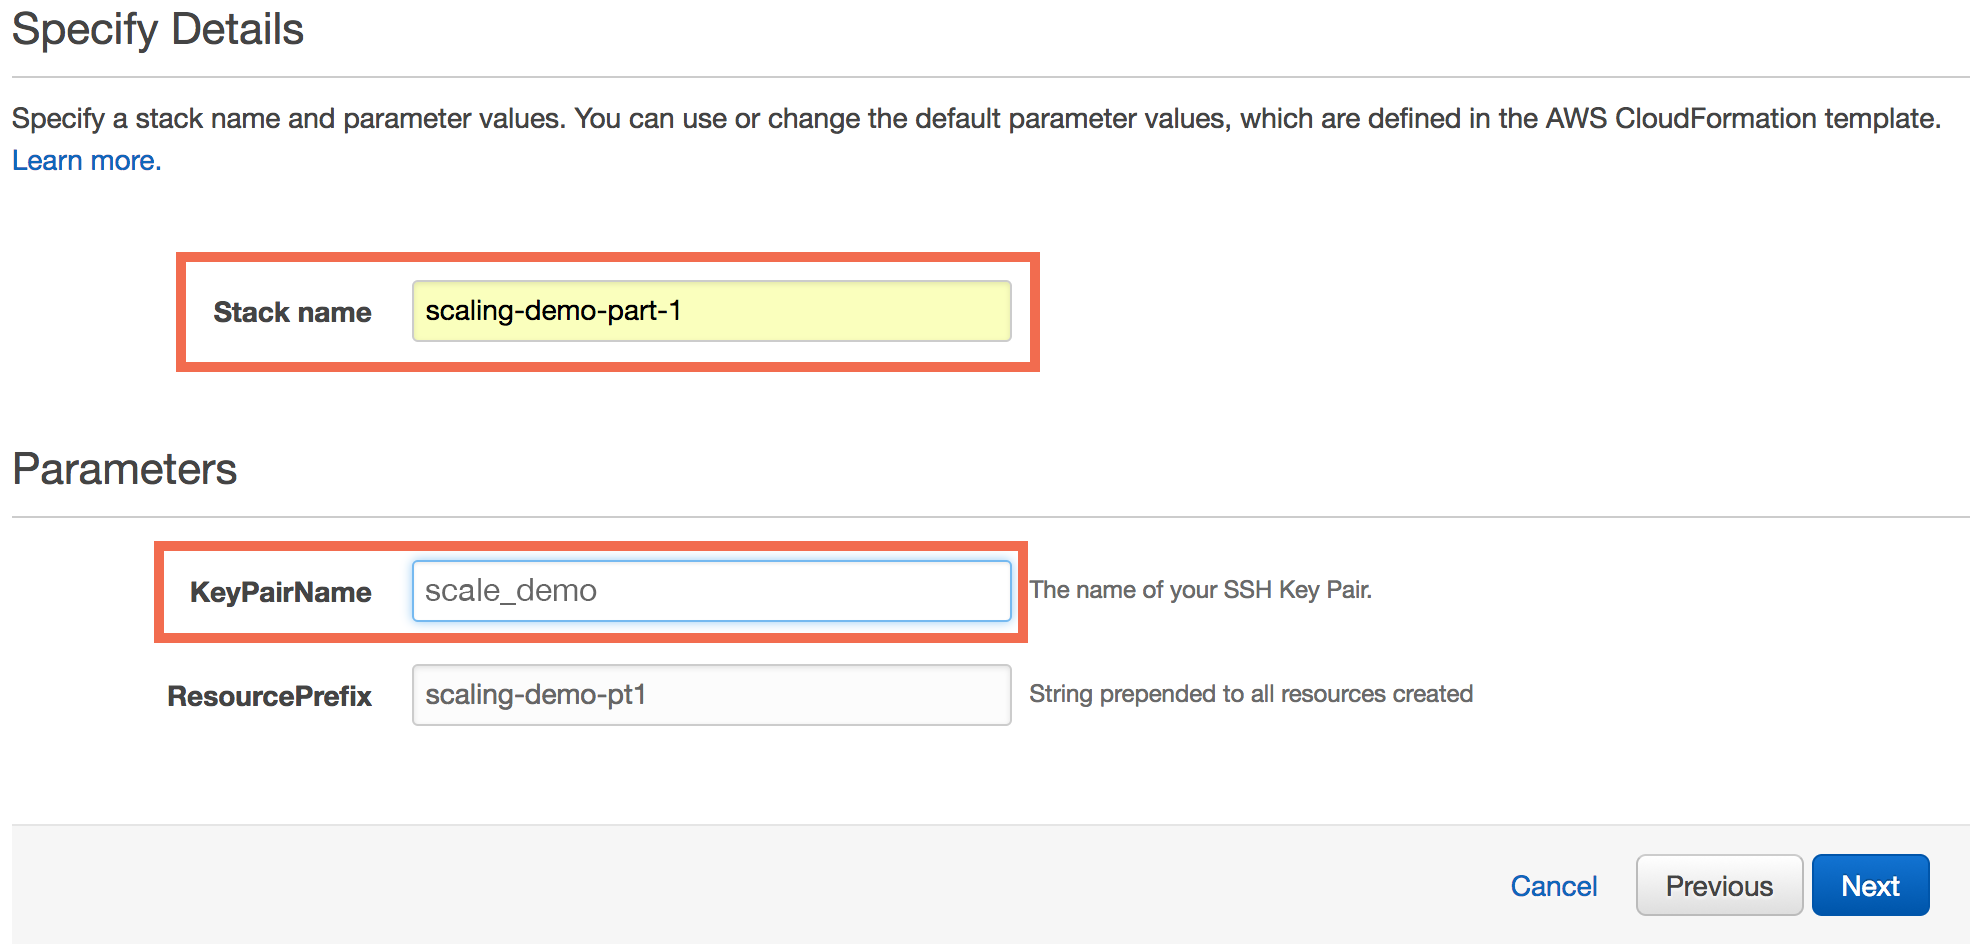 Specify Details
Specify a stack name and parameter values. You can use or change the default parameter values, which are defined in the AWS CloudFormation template.
Learn more.
Stack name scaling-demo-part-1
Parameters
KeyPairName scale_demo The name of your SSH Key Pair.
ResourcePrefix scaling-demo-pt1 String prepended to all resources created
Cancel Previous Next